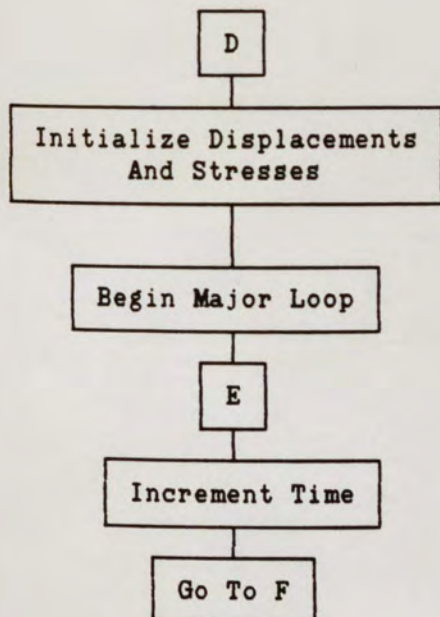 D
Initialize Displacements
And Stresses
Begin Major Loop
E
Increment Time
Go To F